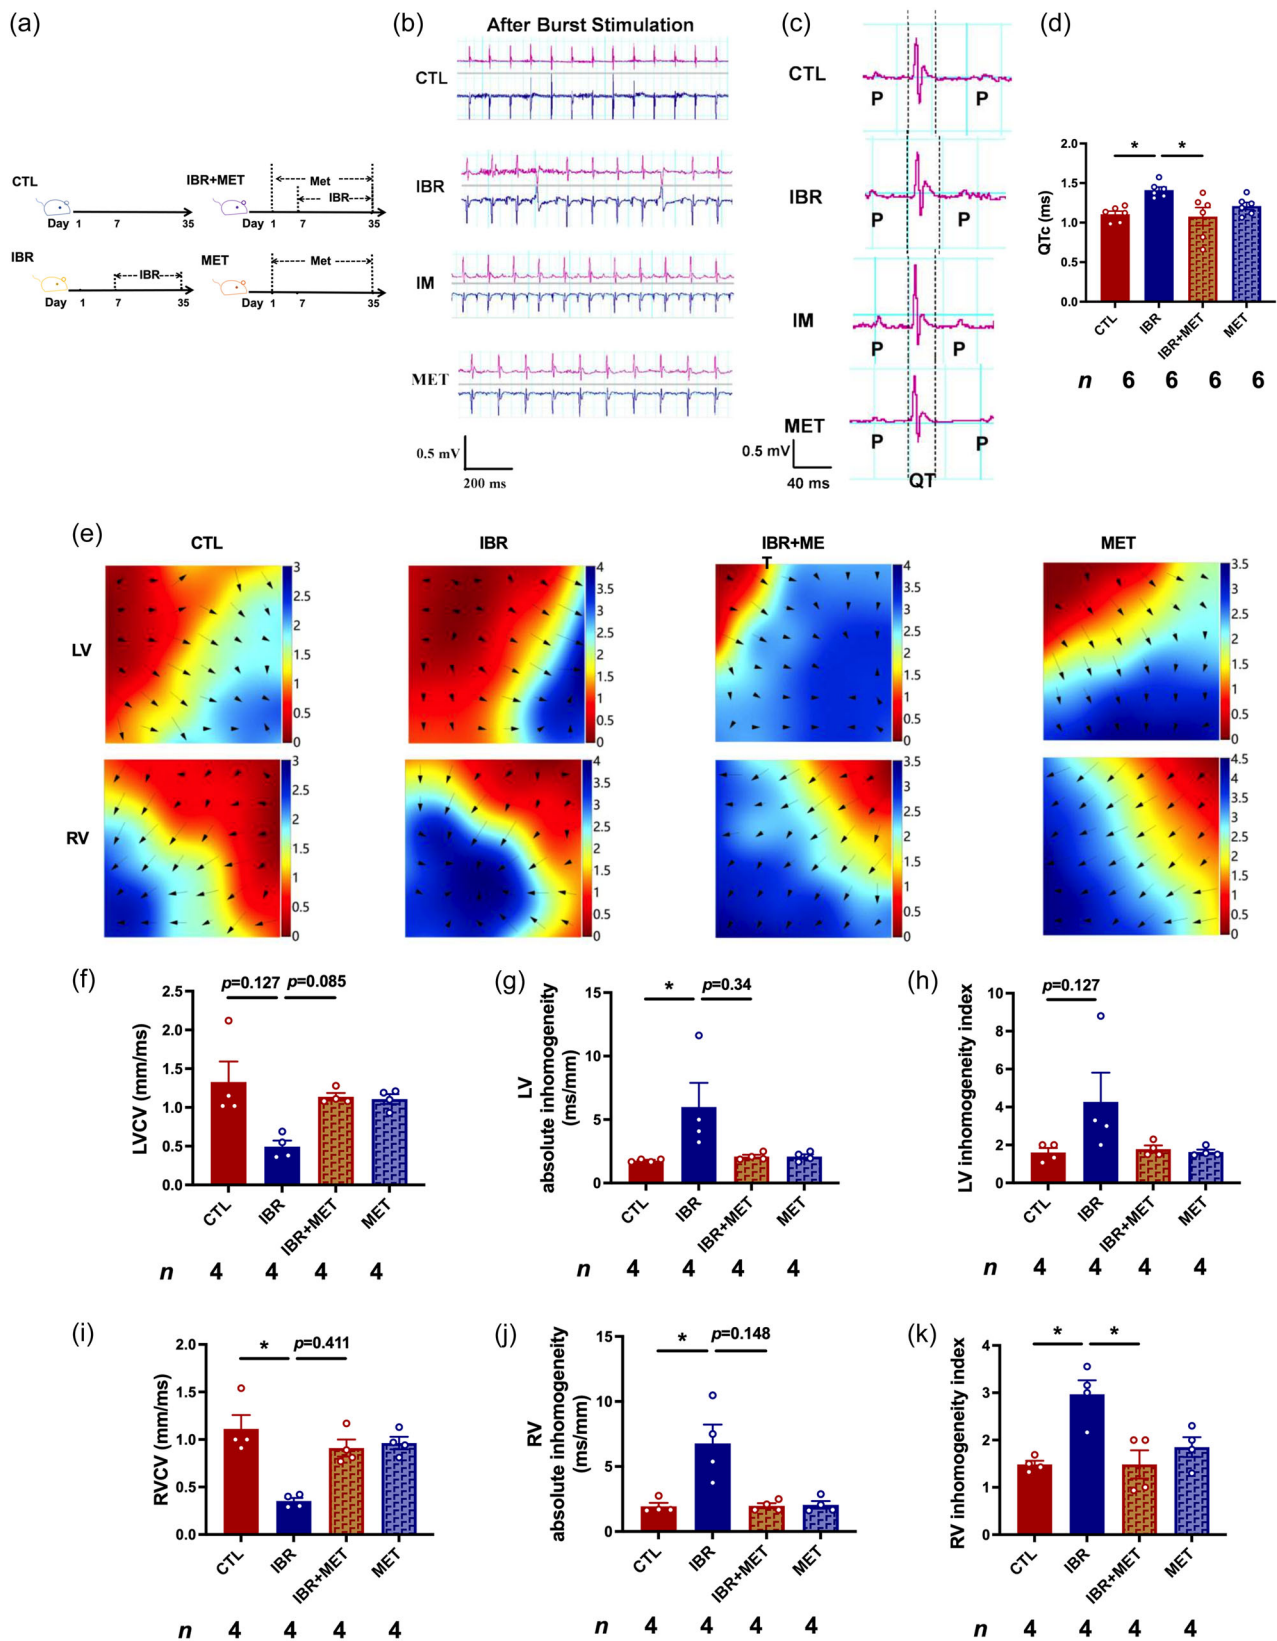 (a)
CTL
Day 1 7 35
IBR+MET
Met
IBR
Day 1 7 35
IBR
IBR
Day 1 7 35
MET
Met
Day 1 7 35
(b)
After Burst Stimulation
CTL
IBR
IM
MET
0.5 mV
200 ms
(c)
CTL
P P
IBR
P P
IM
P P
MET
P P
0.5 mV
40 ms
QT
(d)
QTc (ms)
2.0
1.5
1.0
0.5
0.0
* *
CTL IBR IBR+MET MET
n 6 6 6 6
(e)
CTL IBR IBR+ME MET
T
LV
3 2.5 2 1.5 1 0.5 0
4 3.5 3 2.5 2 1.5 1 0.5 0
4 3.5 3 2.5 2 1.5 1 0.5 0
3.5 3 2.5 2 1.5 1 0.5 0
RV
3 2.5 2 1.5 1 0.5 0
4 3.5 3 2.5 2 1.5 1 0.5 0
3.5 3 2.5 2 1.5 1 0.5 0
4.5 4 3.5 3 2.5 2 1.5 1 0.5 0
(f)
LVCV (mm/ms)
2.5
2.0
1.5
1.0
0.5
0.0
p=0.127 p=0.085
CTL IBR IBR+MET MET
n 4 4 4 4
(g)
LV
absolute inhomogeneity
(ms/mm)
15
10
5
0
* p=0.34
CTL IBR IBR+MET MET
n 4 4 4 4
(h)
LV inhomogeneity index
10
8
6
4
2
0
p=0.127
CTL IBR IBR+MET MET
n 4 4 4 4
(i)
RVCV (mm/ms)
2.0
1.5
1.0
0.5
0.0
* p=0.411
CTL IBR IBR+MET MET
n 4 4 4 4
(j)
RV
absolute inhomogeneity
(ms/mm)
15
10
5
0
* p=0.148
CTL IBR IBR+MET MET
n 4 4 4 4
(k)
RV inhomogeneity index
4
3
2
1
0
* *
CTL IBR IBR+MET MET
n 4 4 4 4